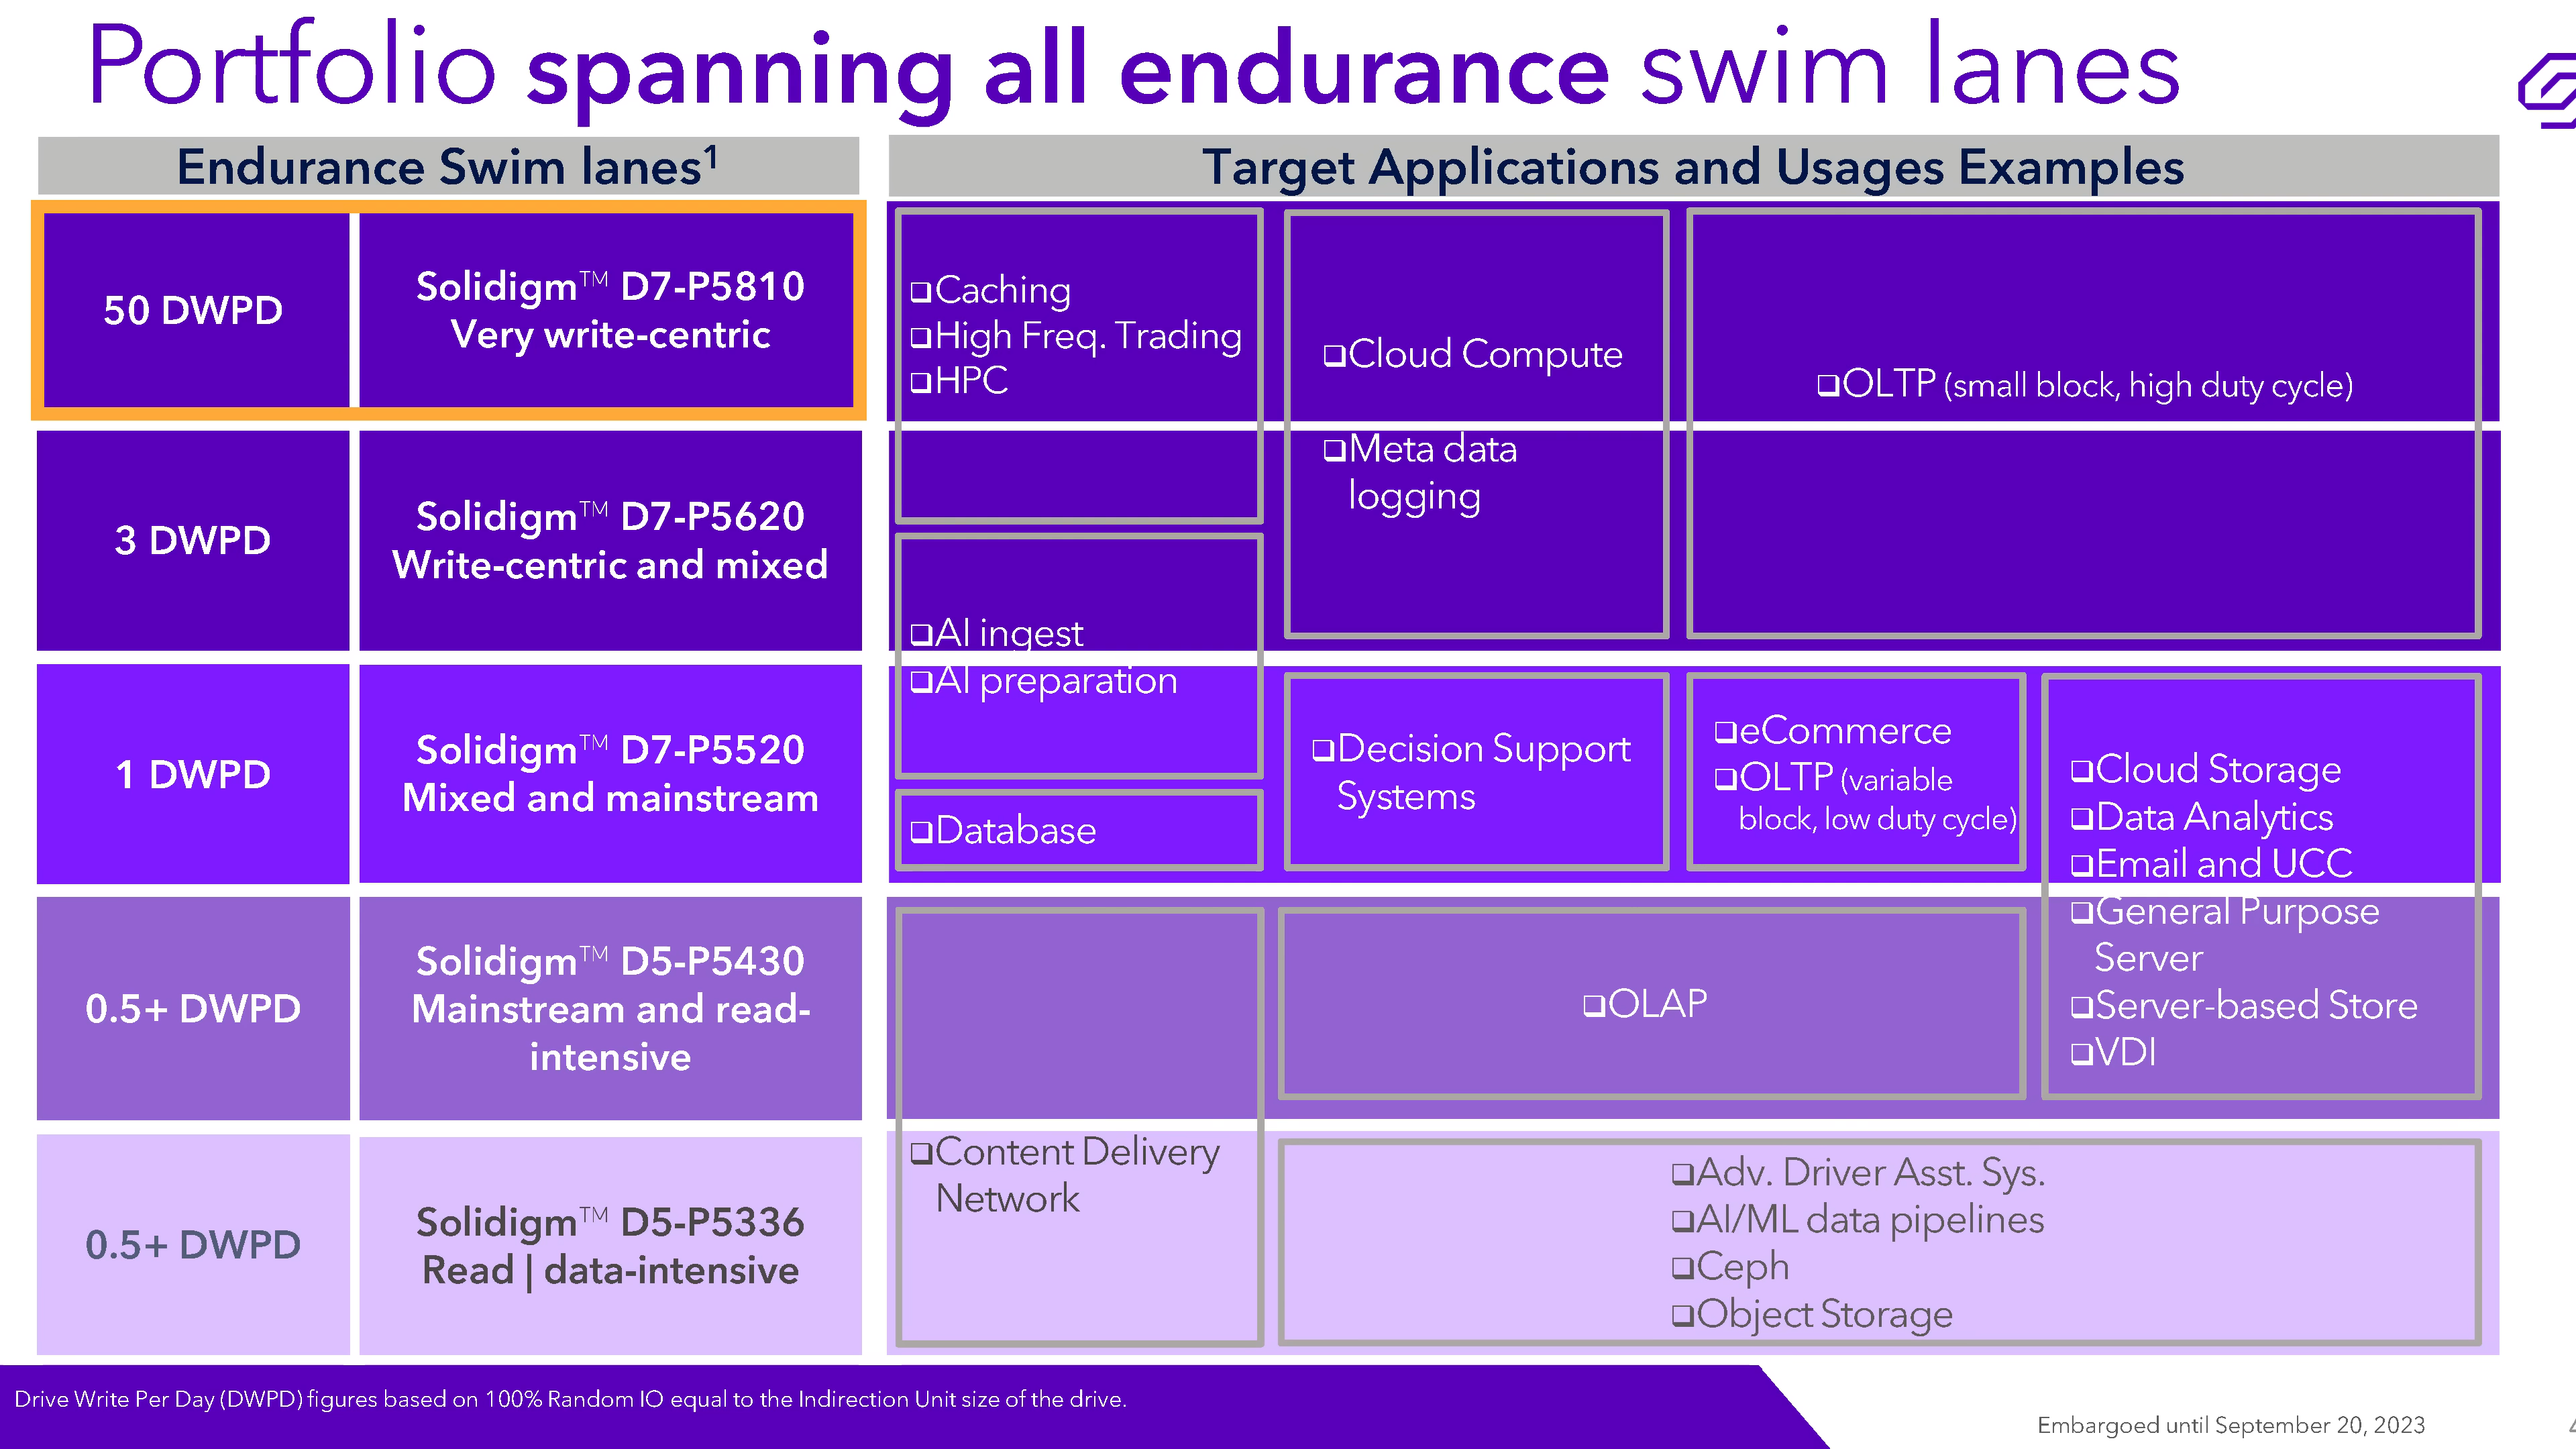 Portfolio spanning all endurance swim lanes
Endurance Swim lanes¹
Target Applications and Usages Examples
50 DWPD
Solidigm™ D7-P5810
Very write-centric
3 DWPD
Solidigm™ D7-P5620
Write-centric and mixed
1 DWPD
Solidigm™ D7-P5520
Mixed and mainstream
0.5+ DWPD
Solidigm™ D5-P5430
Mainstream and read-
intensive
0.5+ DWPD
Solidigm™ D5-P5336
Read | data-intensive
❑Caching
❑High Freq. Trading
❑HPC
❑Cloud Compute
❑Meta data
logging
❑OLTP (small block, high duty cycle)
❑AI ingest
❑AI preparation
❑Database
❑Decision Support
Systems
❑eCommerce
❑OLTP (variable
block, low duty cycle)
❑Cloud Storage
❑Data Analytics
❑Email and UCC
❑General Purpose
Server
❑Server-based Store
❑VDI
❑OLAP
❑Content Delivery
Network
❑Adv. Driver Asst. Sys.
❑AI/ML data pipelines
❑Ceph
❑Object Storage
Drive Write Per Day (DWPD) figures based on 100% Random IO equal to the Indirection Unit size of the drive.
Embargoed until September 20, 2023